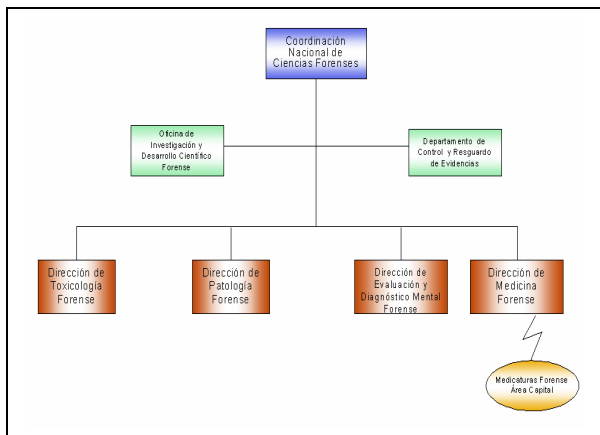 Coordinación
Nacional de
Ciencias Forenses
Oficina de
Investigación y
Desarrollo Científico
Forense
Departamento de
Control y Resguardo
de Evidencias
Dirección de
Toxicología
Forense
Dirección de
Patología
Forense
Dirección de
Evaluación y
Diagnóstico Mental
Forense
Dirección de
Medicina
Forense
Medicaturas Forense
Área Capital